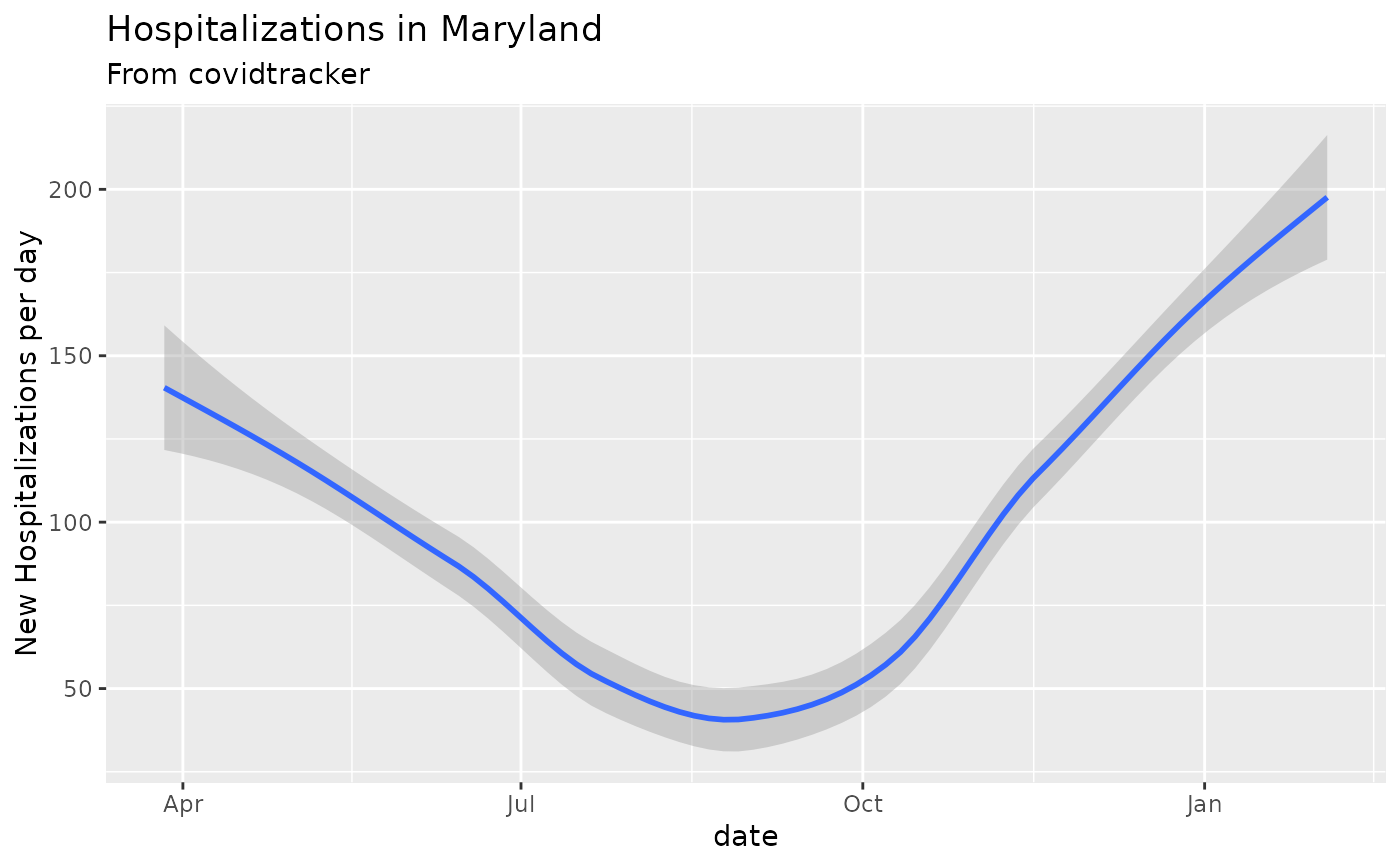 Hospitalizations in Maryland
From covidtracker
New Hospitalizations per day
200
150
100
50
Apr Jul Oct Jan
date